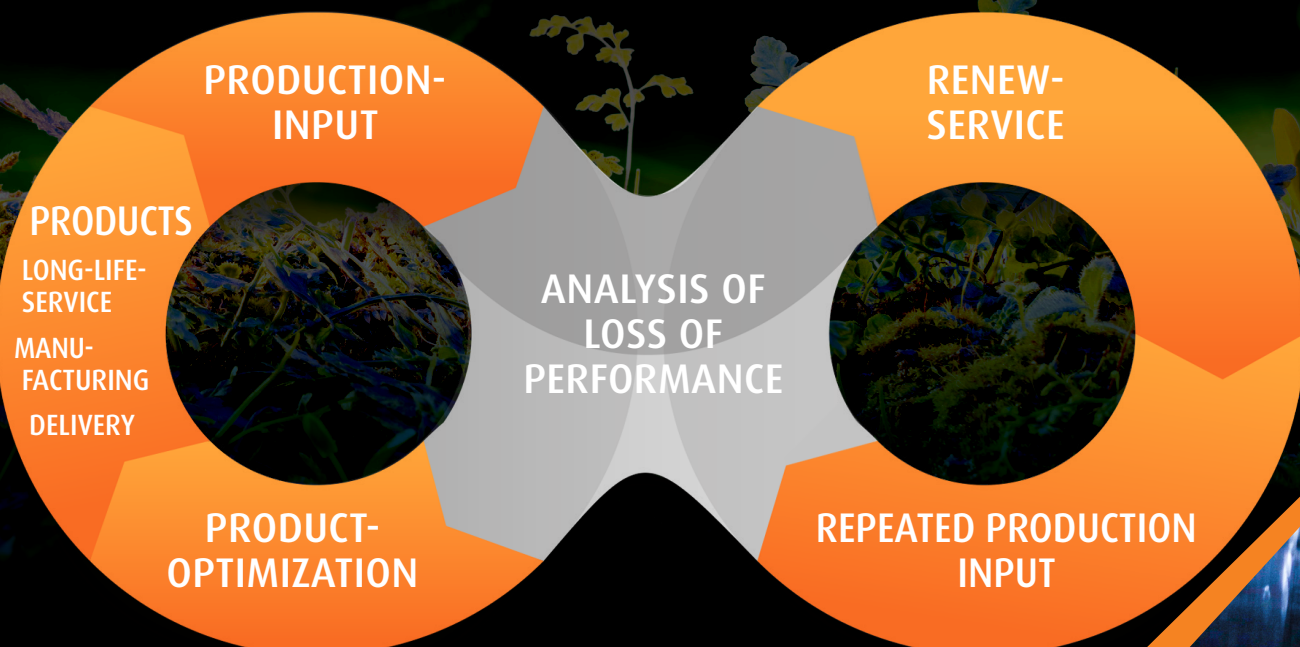 PRODUCTION-
INPUT
RENEW-
SERVICE
PRODUCTS
LONG-LIFE-
SERVICE
MANU-
FACTURING
DELIVERY
ANALYSIS OF
LOSS OF
PERFORMANCE
PRODUCT-
OPTIMIZATION
REPEATED PRODUCTION
INPUT